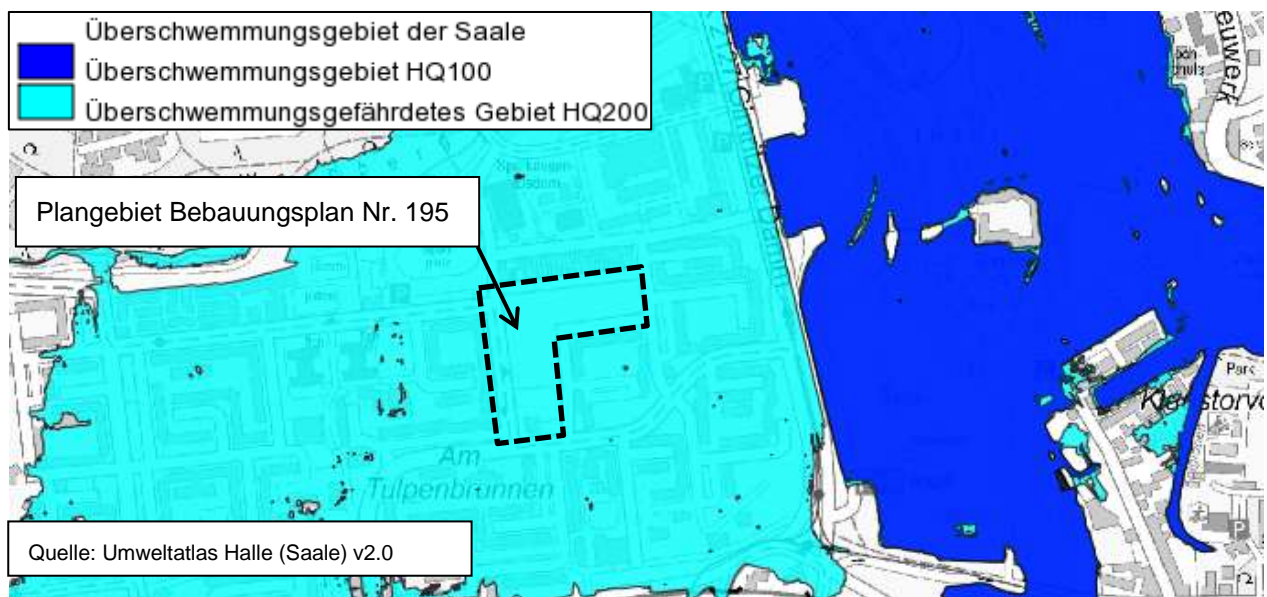 Überschwemmungsgebiet der Saale
Überschwemmungsgebiet HQ100
Überschwemmungsgefährdetes Gebiet HQ200
Plangebiet Bebauungsplan Nr. 195
Am
Tulpenbrunnen
Park
P
Quelle: Umweltatlas Halle (Saale) v2.0